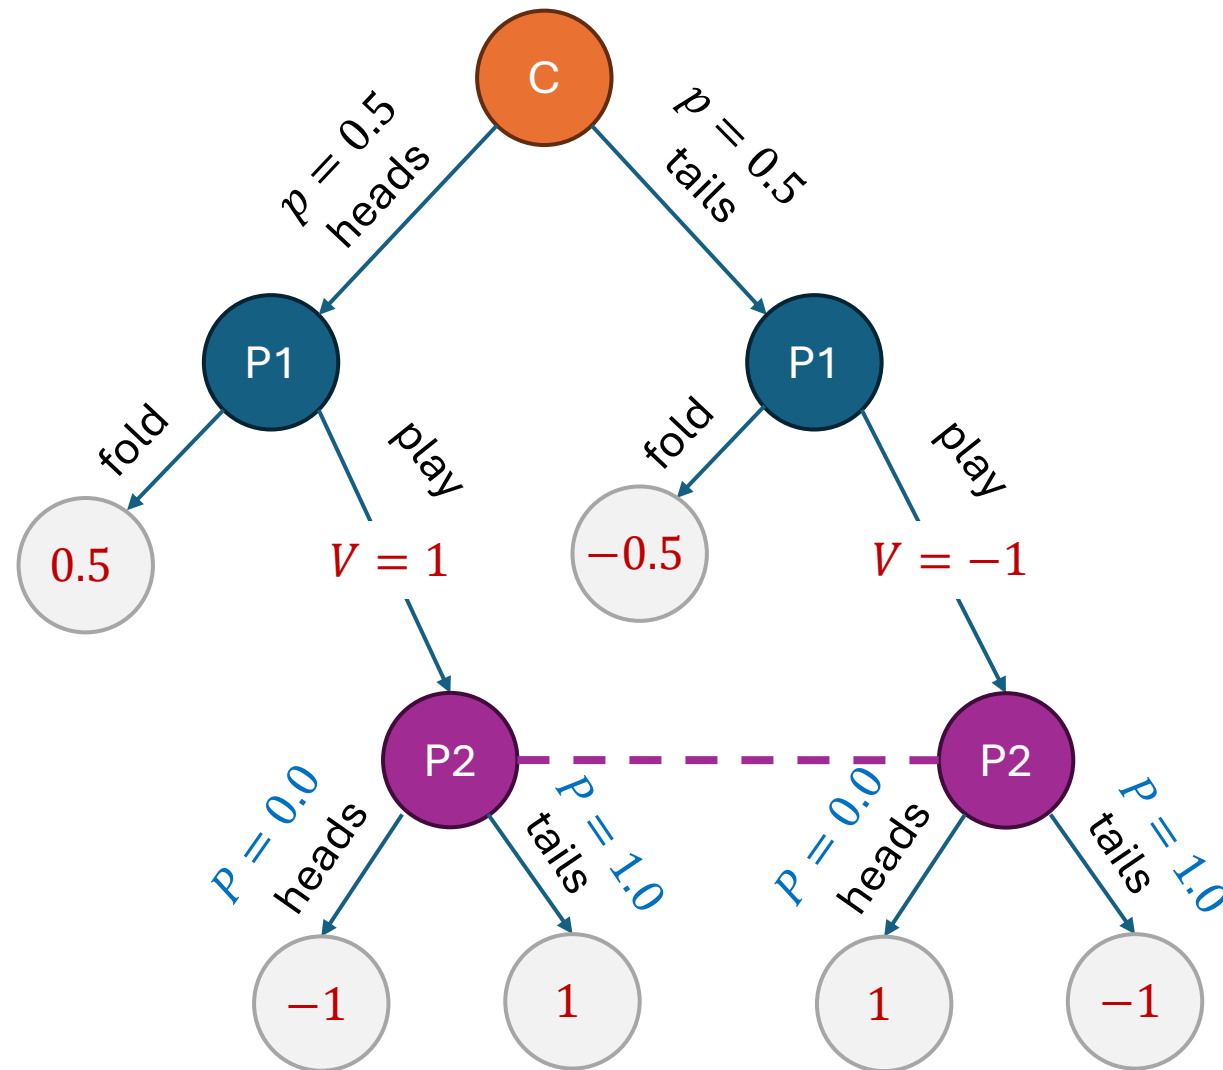 C
p = 0.5
heads
p = 0.5
tails
P1
P1
fold
play
fold
play
0.5
V = 1
−0.5
V = −1
P2
P2
P = 0.0
heads
P = 1.0
tails
P = 0.0
heads
P = 1.0
tails
−1
1
1
−1